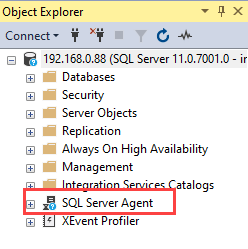 Object Explorer
Connect
192.168.0.88 (SQL Server 11.0.7001.0 - i
Databases
Security
Server Objects
Replication
Always On High Availability
Management
Integration Services Catalogs
SQL Server Agent
XEvent Profiler